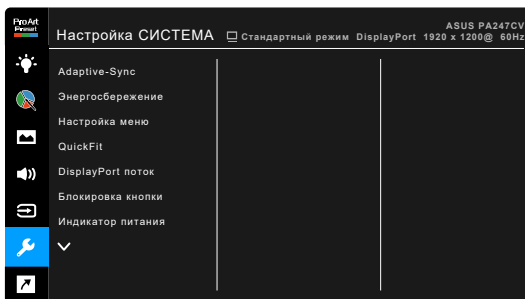 ProArt
Preset
Настройка СИСТЕМА
Стандартный режим DisplayPort 1920 x 1200@ 60Hz
ASUS PA247CV
Adaptive-Sync
Энергосбережение
Настройка меню
QuickFit
DisplayPort поток
Блокировка кнопки
Индикатор питания